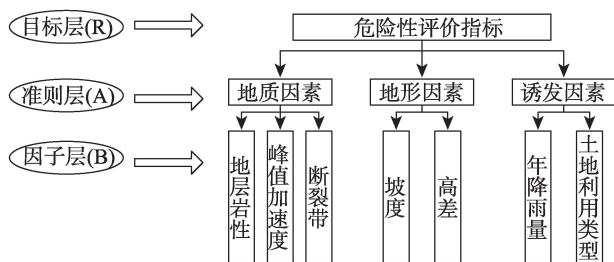 目标层(R)
危险性评价指标
准则层(A)
地质因素
地形因素
诱发因素
因子层(B)
地层岩性
峰值加速度
断裂带
坡度
高差
年降雨量
土地利用类型